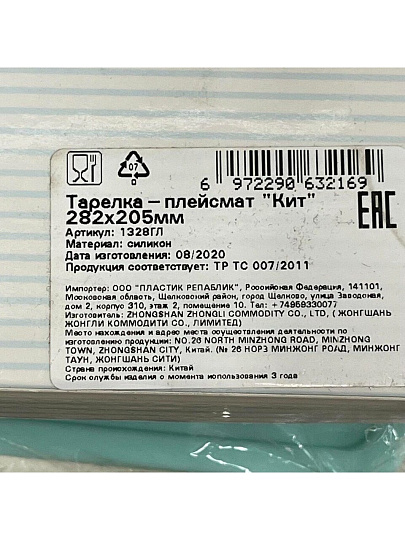 07
6 972290 632169
Тарелка – плейсмат "Кит"
282x205мм
Артикул: 1328ГЛ
Материал: силикон
Дата изготовления: 08/2020
Продукция соответствует: ТР ТС 007/2011
EAC
Импортер: ООО "ПЛАСТИК РЕПАБЛИК", Российская Федерация, 141101,
Московская область, Щелковский район, город Щелково, улица Заводская,
дом 2, корпус 310, этаж 2, помещение 10. Тел.: +74959330077
Изготовитель: ZHONGSHAN ZHONGLI COMMODITY CO., LTD, ( ЖОНГШАНЬ
ЖОНГЛИ КОММОДИТИ СО., ЛИМИТЕД)
Место нахождения и адрес места осуществления деятельности по
изготовлению продукции: NO.26 NORTH MINZHONG ROAD, MINZHONG
TOWN, ZHONGSHAN CITY, Китай. (№ 26 НОРЗ МИНЖОНГ РОАД, МИНЖОНГ
ТАУН, ЖОНГШАНЬ СИТИ)
Страна происхождения: Китай
Срок службы изделия с момента использования 3 года